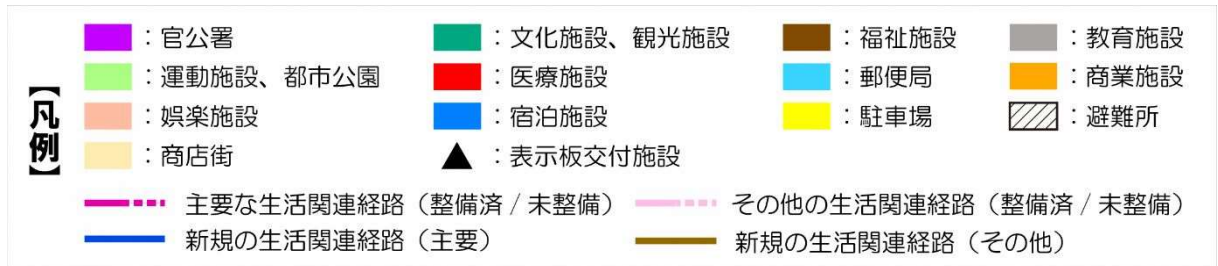 【凡例】
：官公署 ：文化施設、観光施設 ：福祉施設 ：教育施設
：運動施設、都市公園 ：医療施設 ：郵便局 ：商業施設
：娯楽施設 ：宿泊施設 ：駐車場 ：避難所
：商店街 ：表示板交付施設
主要な生活関連経路（整備済 / 未整備） その他の生活関連経路（整備済 / 未整備）
新規の生活関連経路（主要） 新規の生活関連経路（その他）